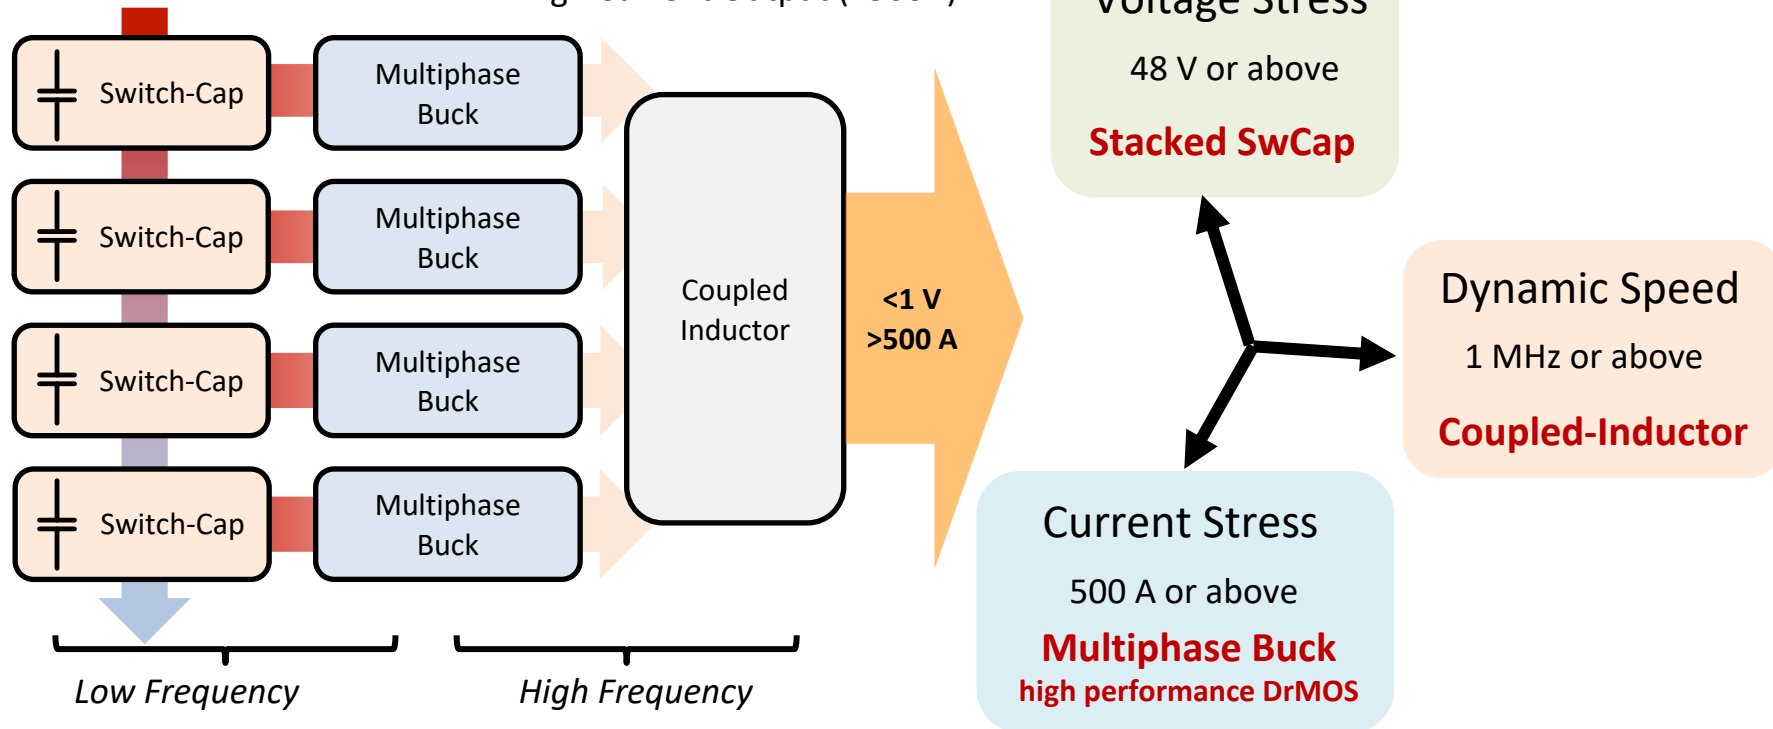 Voltage Stress
Switch-Cap
Multiphase
Buck
48 V or above
Stacked SwCap
Switch-Cap
Multiphase
Buck
Coupled
Inductor
<1 V
>500 A
Dynamic Speed
1 MHz or above
Coupled-Inductor
Switch-Cap
Multiphase
Buck
Switch-Cap
Multiphase
Buck
Current Stress
500 A or above
Multiphase Buck
high performance DrMOS
Low Frequency
High Frequency